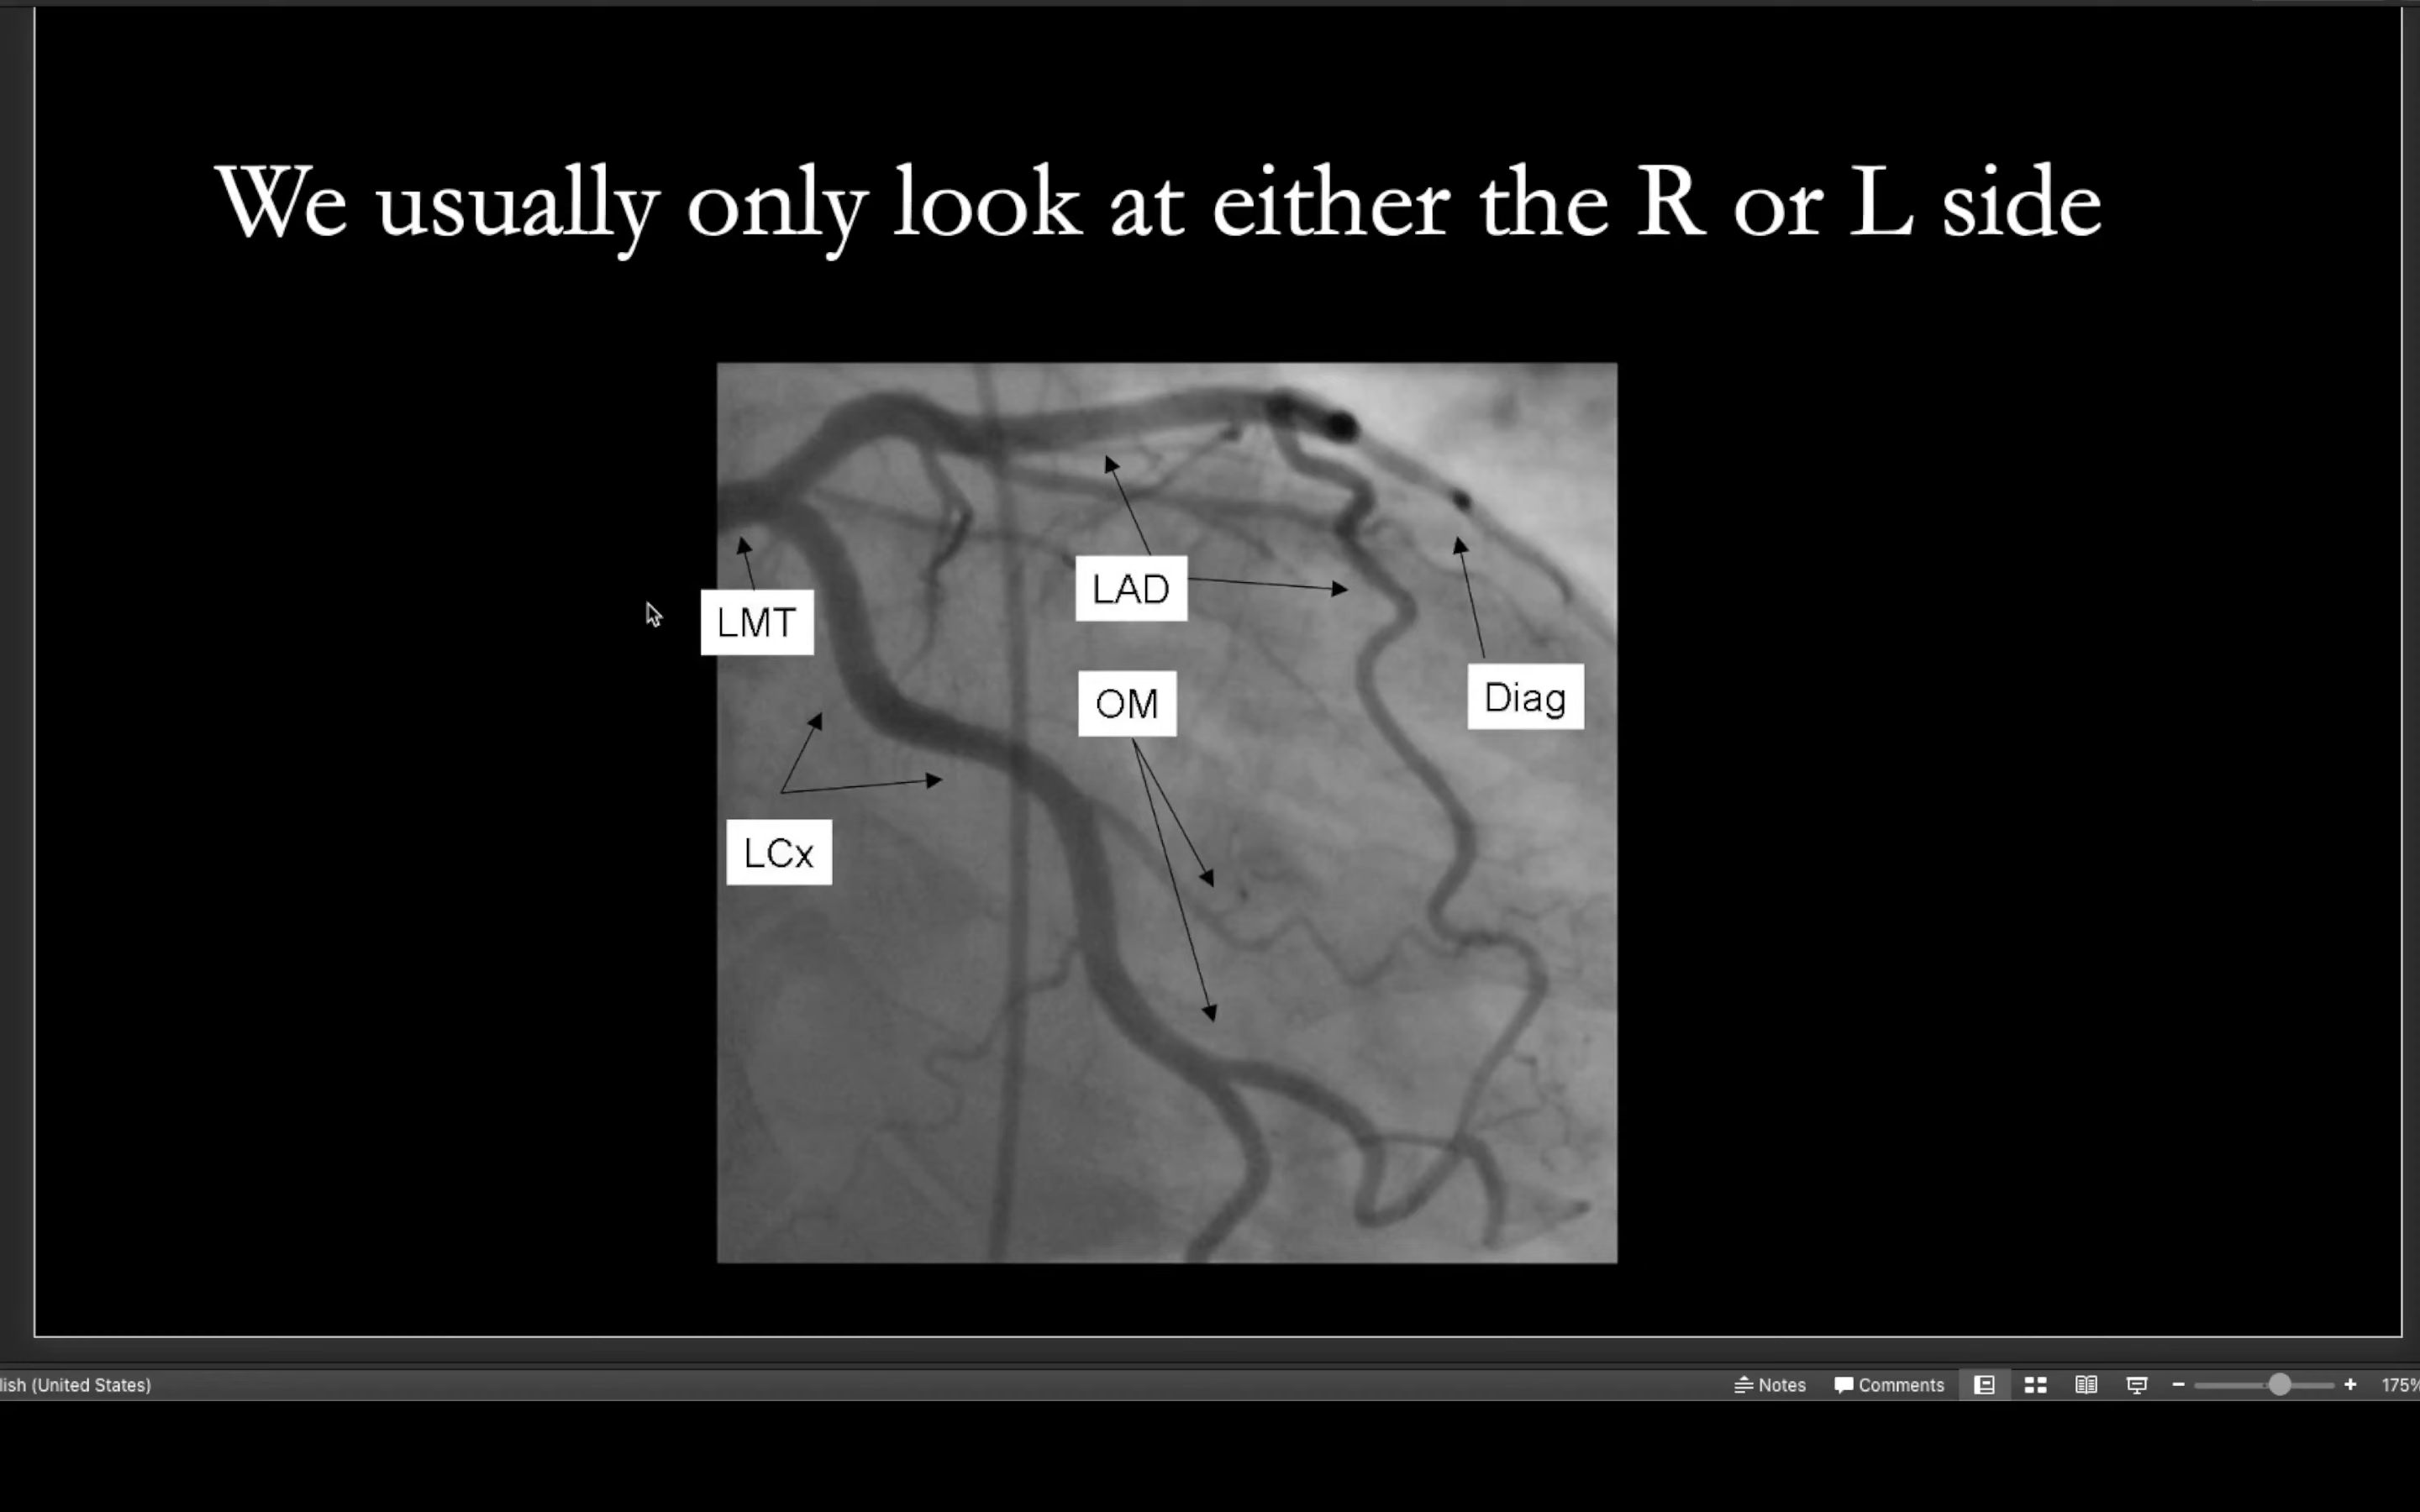 We usually only look at either the R or L side
LAD
LMT
OM
Diag
LCx
lish (United States)
Notes
Comments
175%